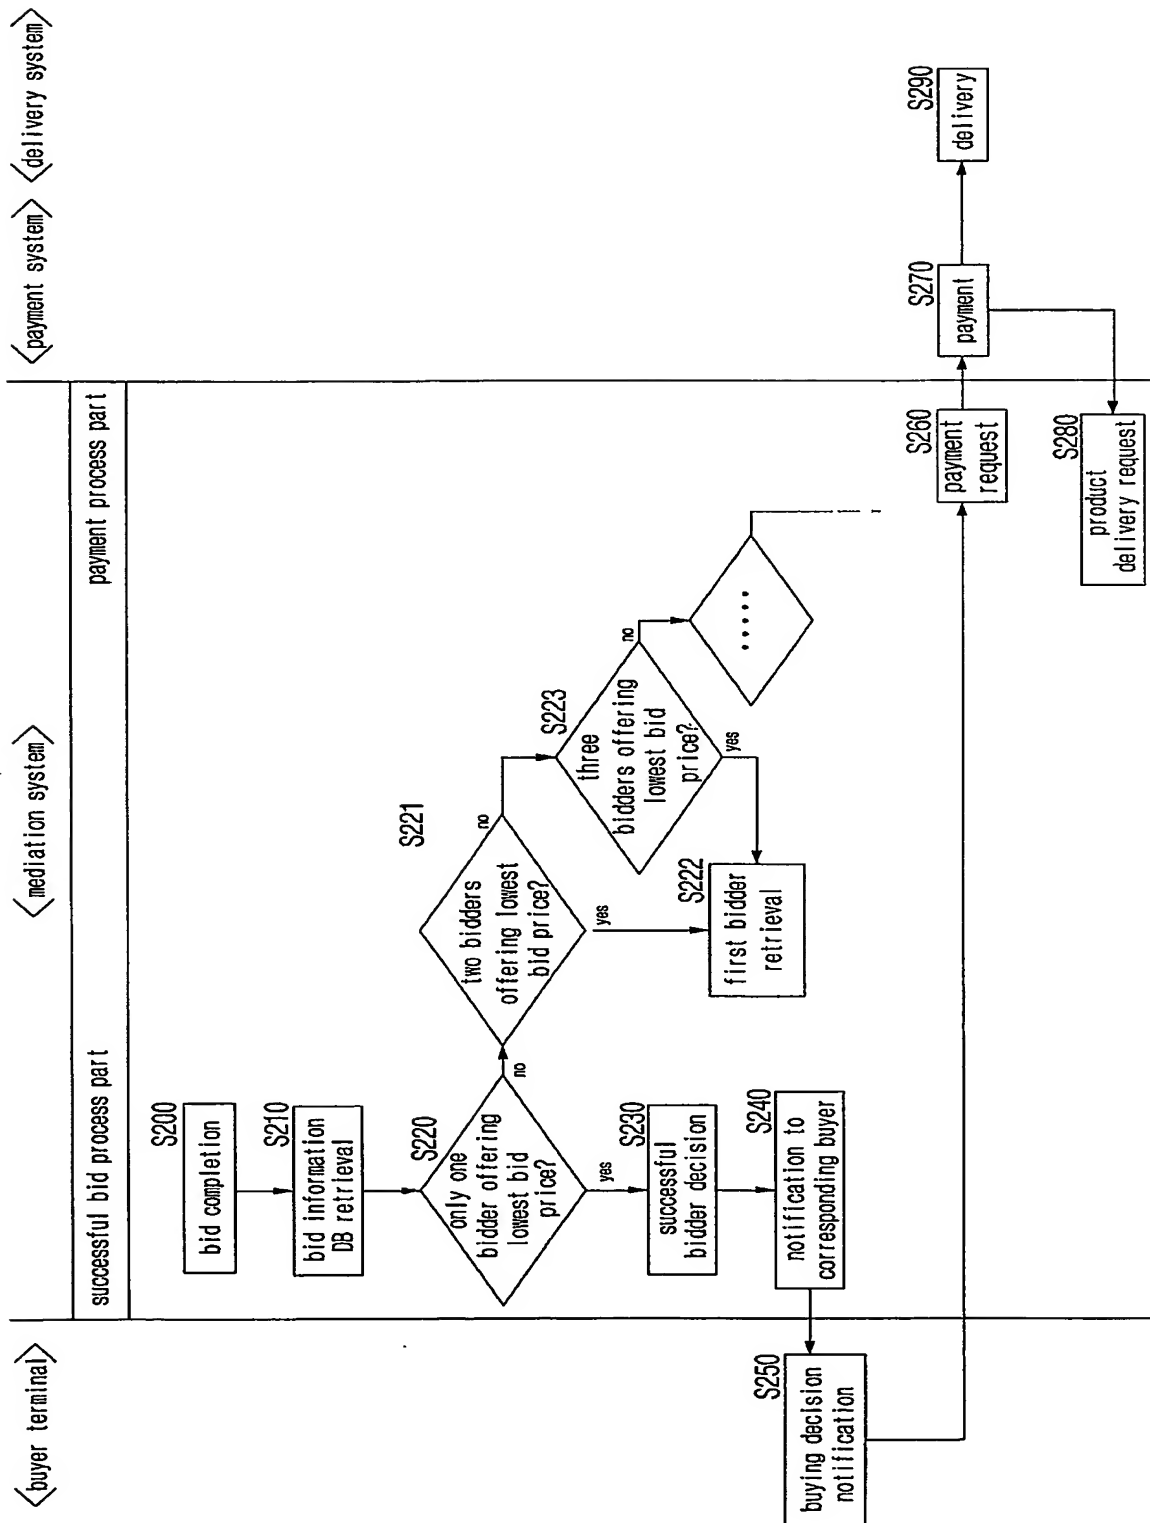 <buyer terminal>
<mediation system>
<payment system>
<delivery system>
successful bid process part
payment process part
S200
bid completion
S210
bid information
DB retrieval
S220
only one
bidder offering
lowest bid
price?
no
yes
S221
two bidders
offering lowest
bid price?
no
yes
S223
three
bidders offering
lowest bid
price?
no
yes
......
S222
first bidder
retrieval
S230
successful
bidder decision
S240
notification to
corresponding buyer
S250
buying decision
notification
S260
payment
request
S270
payment
S280
product
delivery request
S290
delivery